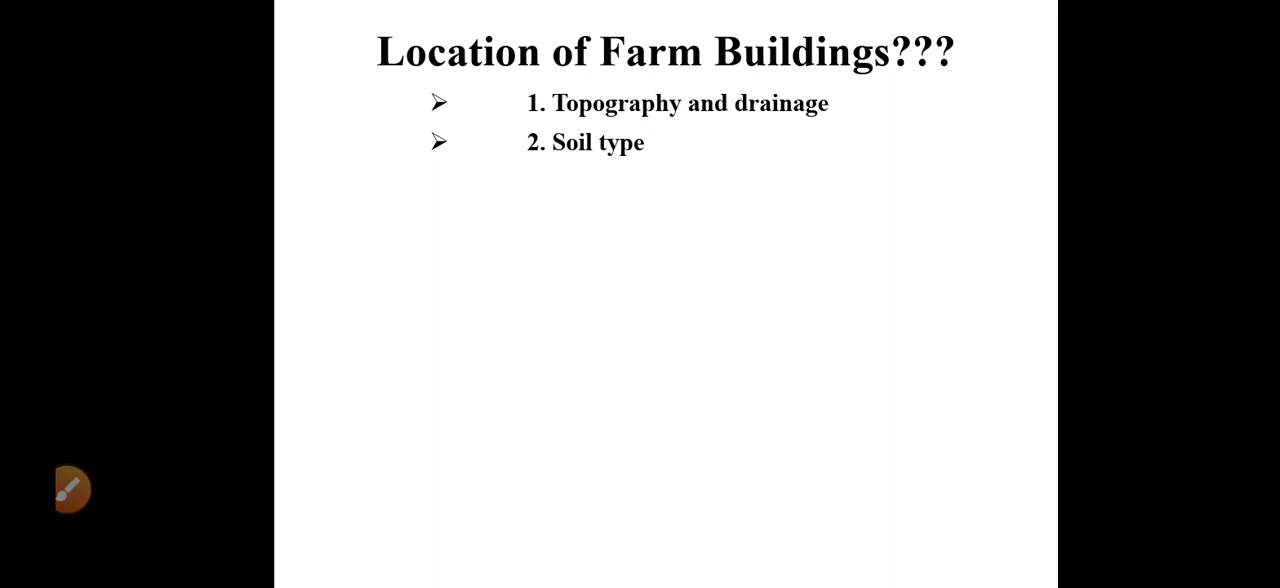 Location of Farm Buildings???
➢ 1. Topography and drainage
➢ 2. Soil type